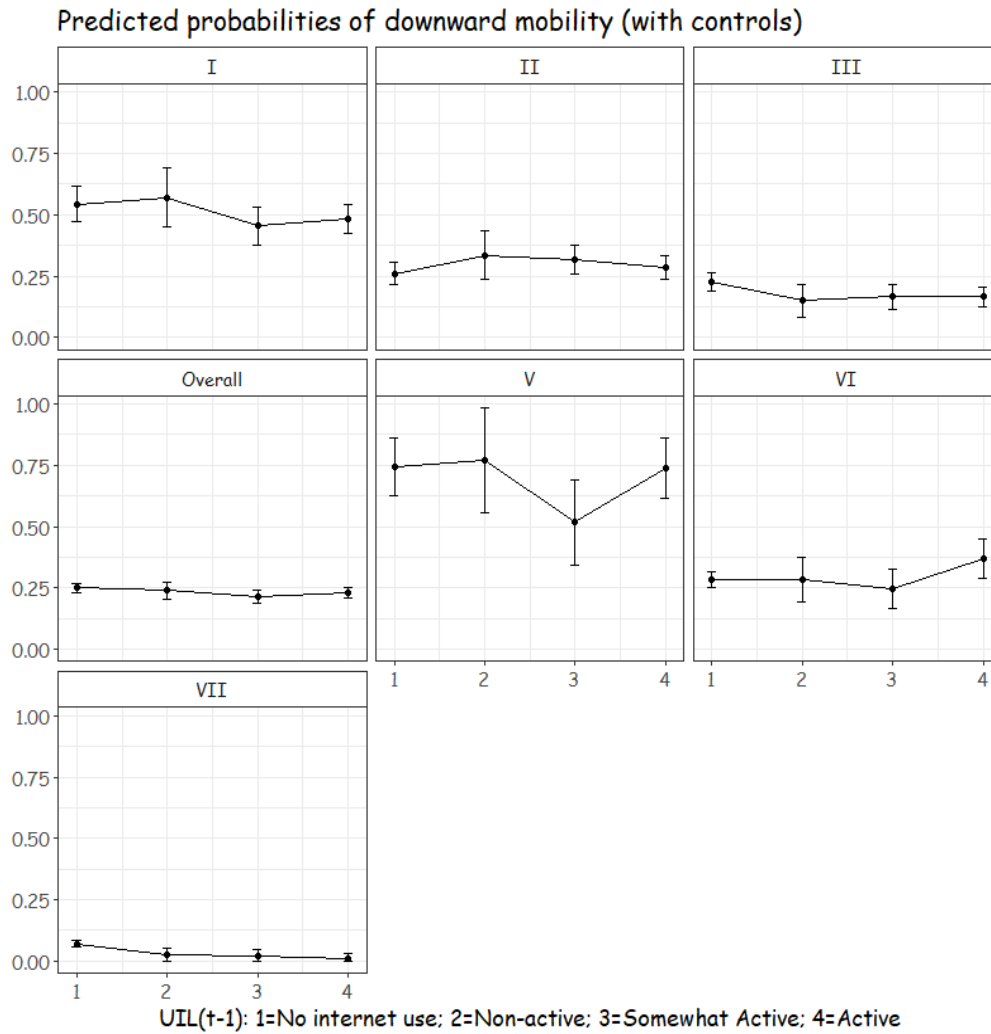 Predicted probabilities of downward mobility (with controls)
I II III
1.00
0.75
0.50
0.25
0.00
Overall V VI
1.00
0.75
0.50
0.25
0.00
1 2 3 4 1 2 3 4
VII
1.00
0.75
0.50
0.25
0.00
1 2 3 4
UIL(t-1): 1=No internet use; 2=Non-active; 3=Somewhat Active; 4=Active